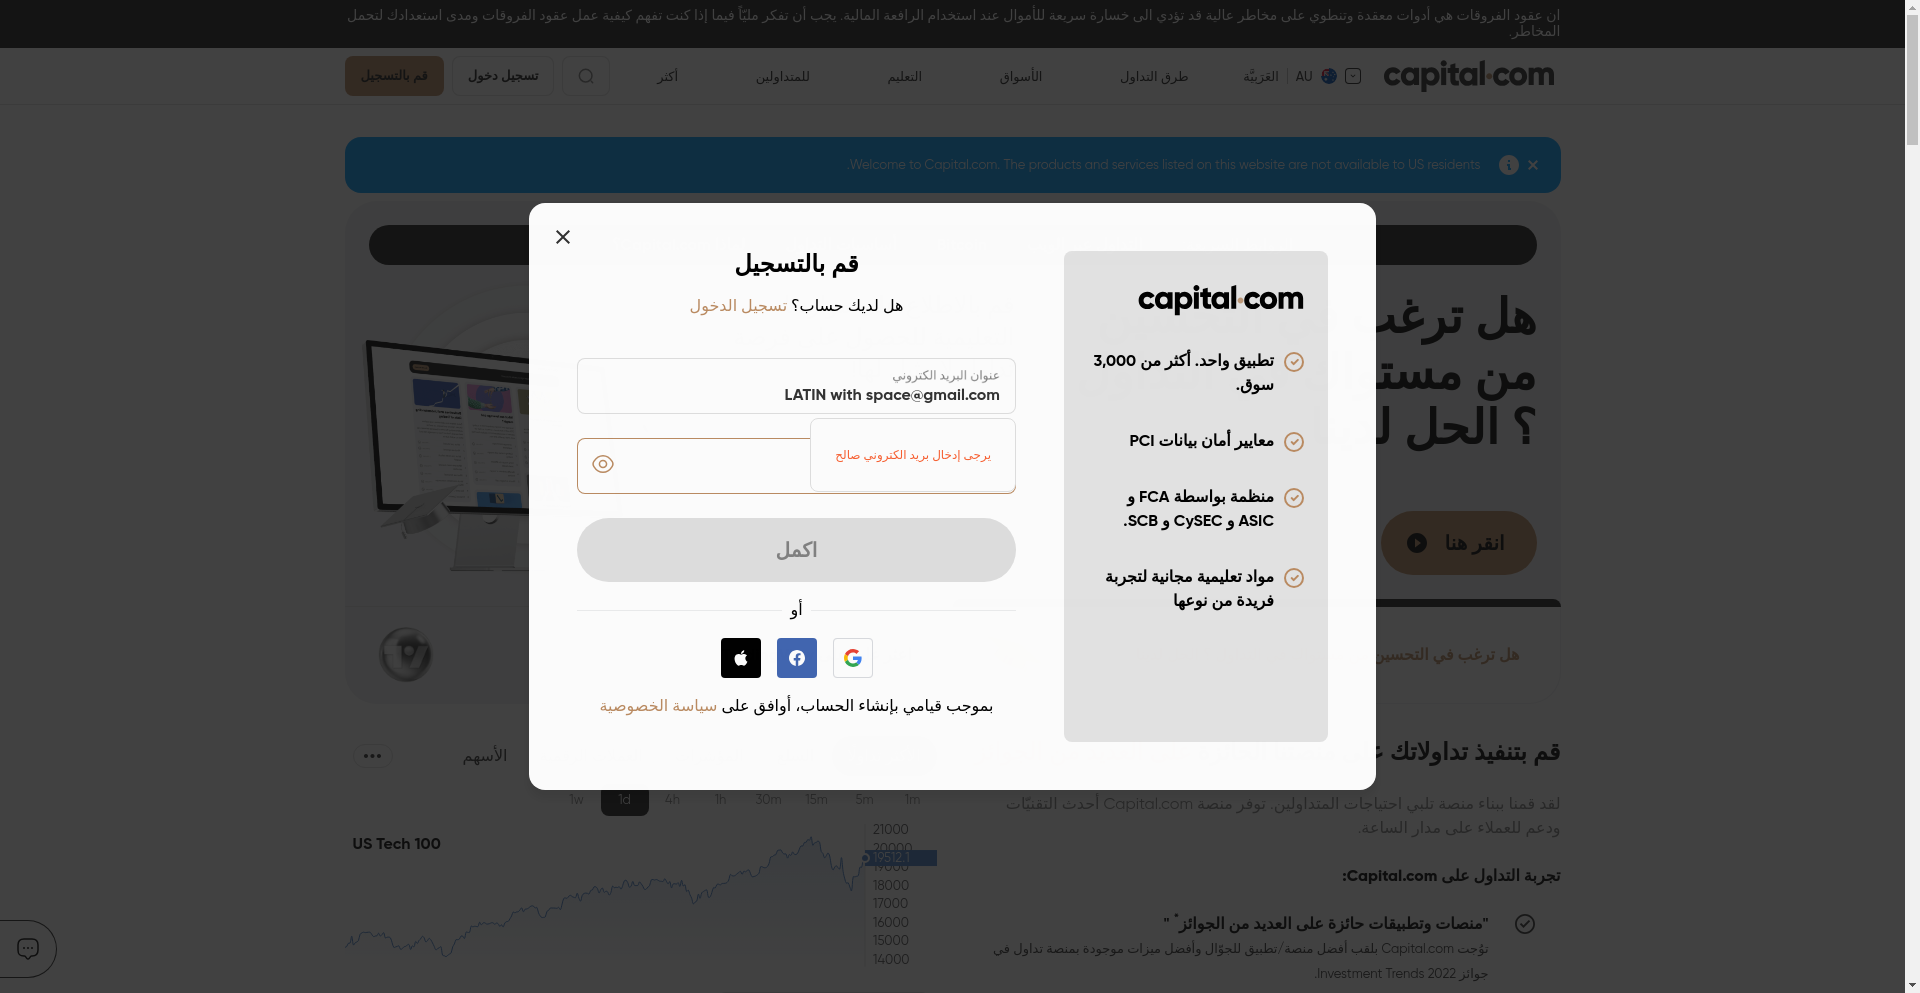 ان عقود الفروقات هي أدوات معقدة وتنطوي على مخاطر عالية قد تؤدي الى خسارة سريعة للأموال عند استخدام الرافعة المالية. يجب أن تفكر مليّاً فيما إذا كنت تفهم كيفية عمل عقود الفروقات ومدى استعدادك لتحمل
المخاطر.
capital.com
AU
العَرَبيَّة
طرق التداول
الأسواق
التعليم
للمتداولين
أكثر
تسجيل دخول
قم بالتسجيل
Welcome to Capital.com. The products and services listed on this website are not available to US residents.
هل ترغب
من مستو
؟ الحل ل
انقر هنا
هل ترغب في التحسين
capital.com
تطبيق واحد. أكثر من 3,000
سوق.
معايير أمان بيانات PCI
منظمة بواسطة FCA و
ASIC و CySEC و SCB.
مواد تعليمية مجانية لتجربة
فريدة من نوعها
قم بالتسجيل
هل لديك حساب؟ تسجيل الدخول
عنوان البريد الكتروني
LATIN with space@gmail.com
يرجى إدخال بريد الكتروني صالح
اكمل
أو
بموجب قيامي بإنشاء الحساب، أوافق على سياسة الخصوصية
قم بتنفيذ تداولاتك
لقد قمنا ببناء منصة تلبي احتياجات المتداولين. توفر منصة Capital.com أحدث التقنيّات
ودعم للعملاء على مدار الساعة.
تجربة التداول على Capital.com:
"منصات وتطبيقات حائزة على العديد من الجوائز* "
توُجت Capital.com بلقب أفضل منصة/تطبيق للجوّال وأفضل ميزات موجودة بمنصة تداول في
جوائز Investment Trends 2022.
الأسهم
1w 1d 4h 1h 30m 15m 5m 1m
US Tech 100
21000
20000
19512.1
19000
18000
17000
16000
15000
14000